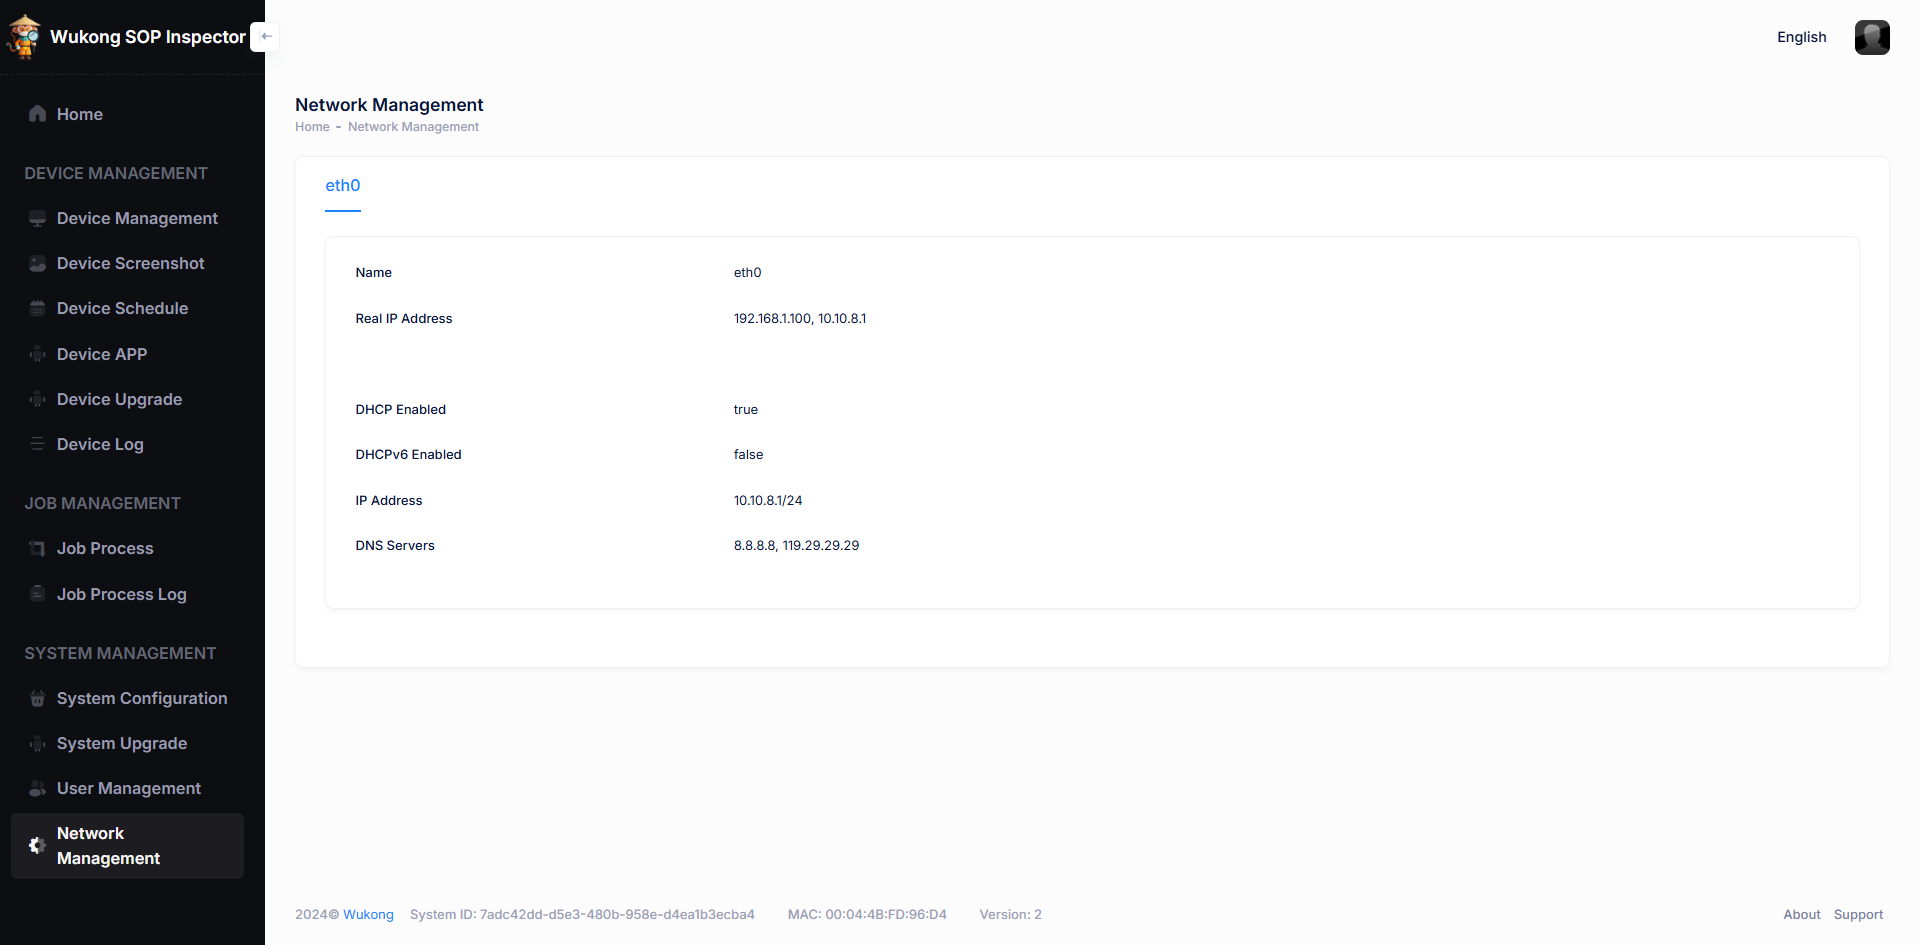 Wukong SOP Inspector
English
Home
DEVICE MANAGEMENT
Device Management
Device Screenshot
Device Schedule
Device APP
Device Upgrade
Device Log
JOB MANAGEMENT
Job Process
Job Process Log
SYSTEM MANAGEMENT
System Configuration
System Upgrade
User Management
Network
Management
Network Management
Home - Network Management
eth0
Name eth0
Real IP Address 192.168.1.100, 10.10.8.1
DHCP Enabled true
DHCPv6 Enabled false
IP Address 10.10.8.1/24
DNS Servers 8.8.8.8, 119.29.29.29
2024© Wukong System ID: 7adc42dd-d5e3-480b-958e-d4ea1b3ecba4 MAC: 00:04:4B:FD:96:D4 Version: 2 About Support